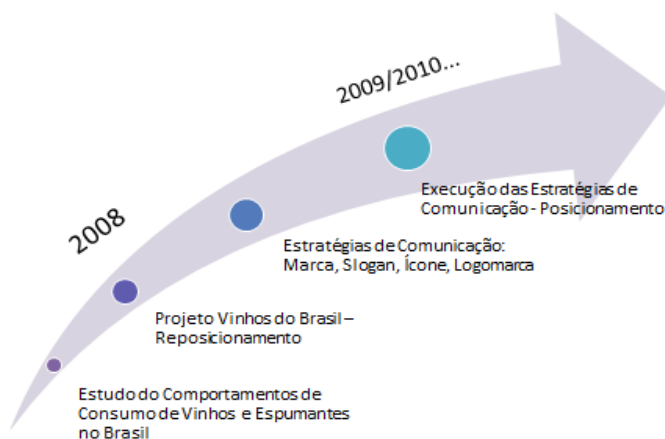 2009/2010...
Execução das Estratégias de
Comunicação - Posicionamento
2008
Estratégias de Comunicação:
Marca, Slogan, Ícone, Logomarca
Projeto Vinhos do Brasil –
Reposicionamento
Estudo do Comportamentos de
Consumo de Vinhos e Espumantes
no Brasil